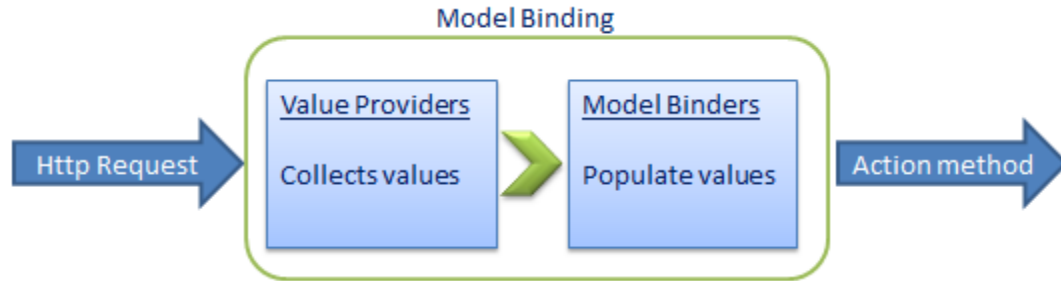 Model Binding
Http Request
Value Providers
Collects values
Model Binders
Populate values
Action method